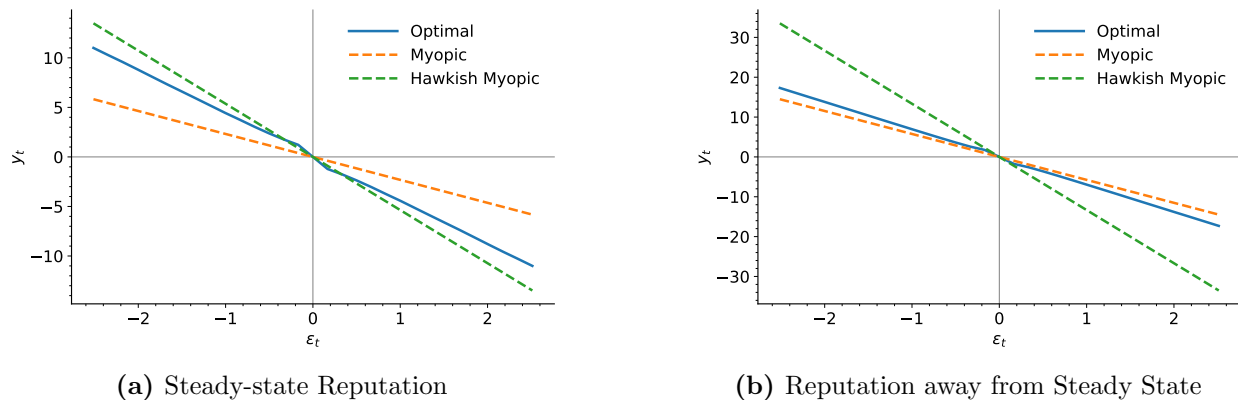 10
5
0
−5
−10
y_t
−2
−1
0
1
2
ε_t
Optimal
Myopic
Hawkish Myopic
(a) Steady-state Reputation
30
20
10
0
−10
−20
−30
y_t
−2
−1
0
1
2
ε_t
Optimal
Myopic
Hawkish Myopic
(b) Reputation away from Steady State